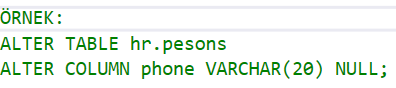 ÖRNEK:
ALTER TABLE hr.pesons
ALTER COLUMN phone VARCHAR(20) NULL;